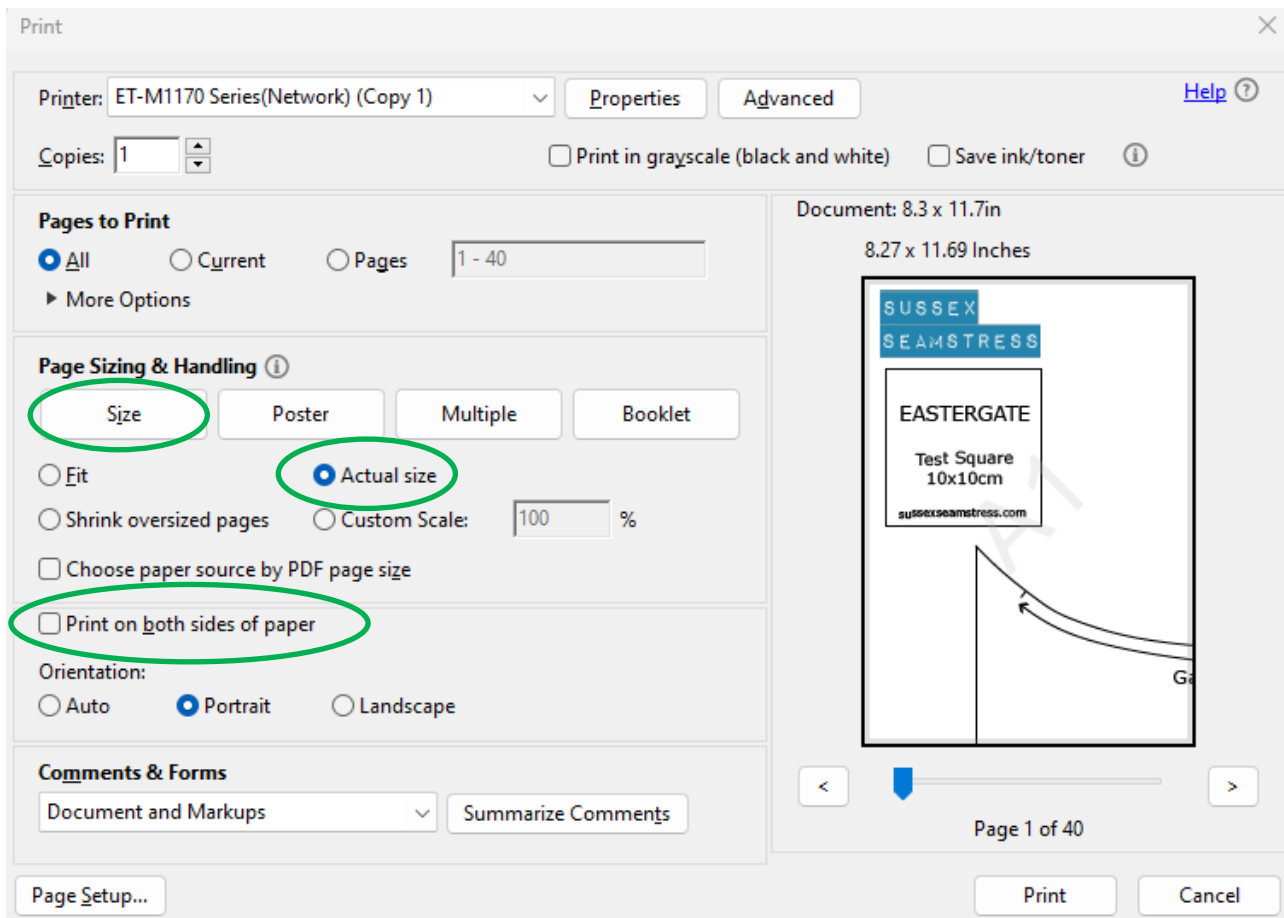 Print
Printer: ET-M1170 Series(Network) (Copy 1) Properties Advanced Help
Copies: 1 Print in grayscale (black and white) Save ink/toner
Pages to Print
All Current Pages 1 - 40
More Options
Page Sizing & Handling
Size Poster Multiple Booklet
Fit Actual size
Shrink oversized pages Custom Scale: 100 %
Choose paper source by PDF page size
Print on both sides of paper
Orientation:
Auto Portrait Landscape
Comments & Forms
Document and Markups Summarize Comments
Page Setup...
Document: 8.3 x 11.7in
8.27 x 11.69 Inches
SUSSEX
SEAMSTRESS
EASTERGATE
Test Square
10x10cm
sussexseamstress.com
A1
Ga
< >
Page 1 of 40
Print Cancel